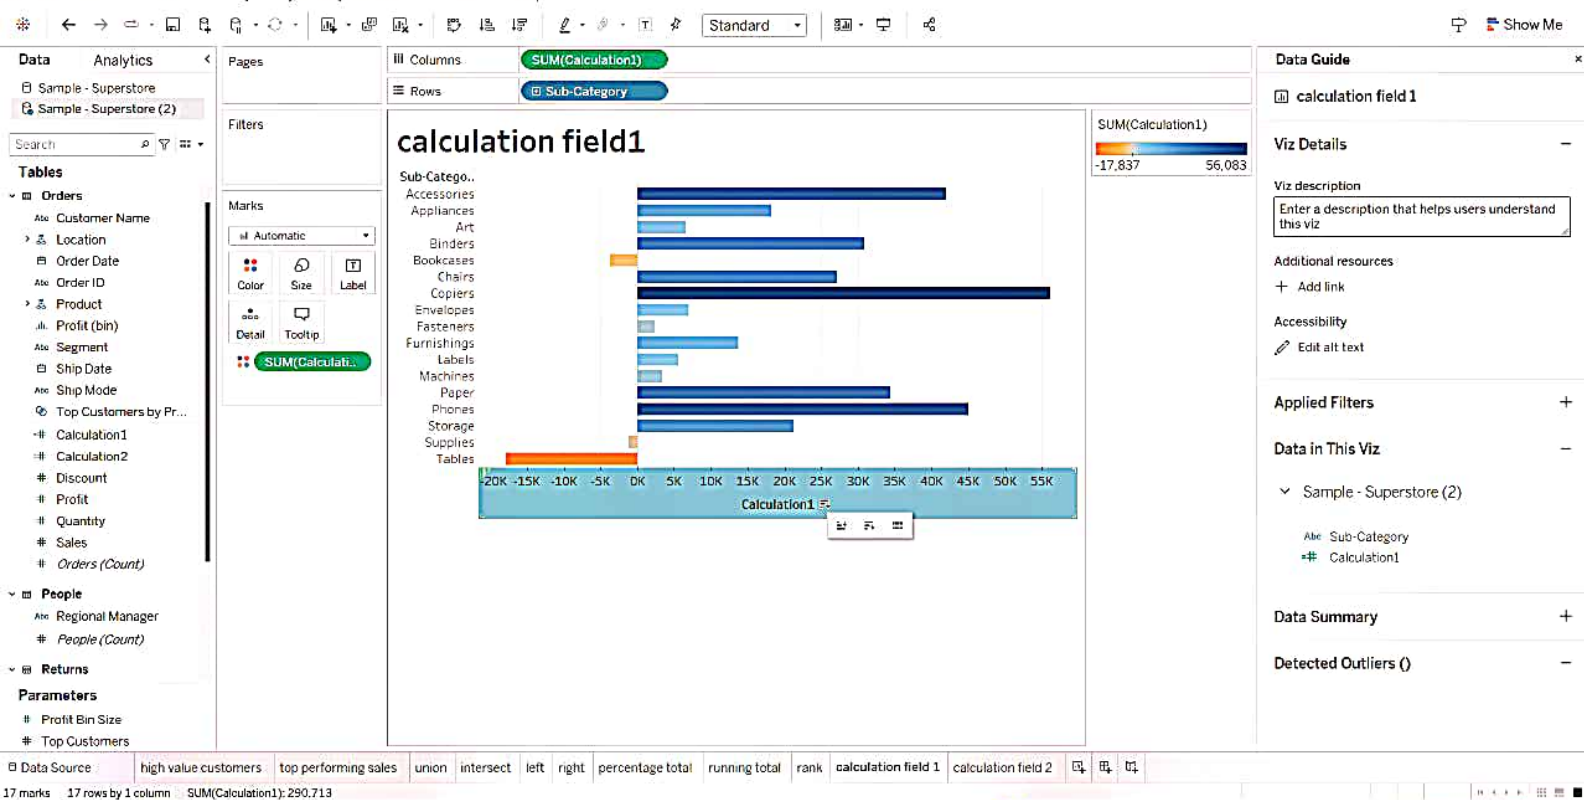 Standard
Show Me
Data
Analytics
Sample - Superstore
Sample - Superstore (2)
Search
Tables
Orders
Abc Customer Name
Location
Order Date
Abc Order ID
Product
Profit (bin)
Abc Segment
Ship Date
Abc Ship Mode
Top Customers by Pr...
=# Calculation1
=# Calculation2
# Discount
# Profit
# Quantity
# Sales
# Orders (Count)
People
Abc Regional Manager
# People (Count)
Returns
Parameters
# Profit Bin Size
# Top Customers
Pages
Filters
Marks
Automatic
Color Size Label
Detail Tooltip
SUM(Calculati..
Columns SUM(Calculation1)
Rows Sub-Category
calculation field1
Sub-Catego..
Accessories
Appliances
Art
Binders
Bookcases
Chairs
Copiers
Envelopes
Fasteners
Furnishings
Labels
Machines
Paper
Phones
Storage
Supplies
Tables
-20K -15K -10K -5K 0K 5K 10K 15K 20K 25K 30K 35K 40K 45K 50K 55K
Calculation1
SUM(Calculation1)
-17,837 56,083
Data Guide
calculation field 1
Viz Details
Viz description
Enter a description that helps users understand
this viz
Additional resources
+ Add link
Accessibility
Edit alt text
Applied Filters
Data in This Viz
Sample - Superstore (2)
Abc Sub-Category
=# Calculation1
Data Summary
Detected Outliers ()
Data Source high value customers top performing sales union intersect left right percentage total running total rank calculation field 1 calculation field 2
17 marks 17 rows by 1 column SUM(Calculation1): 290,713